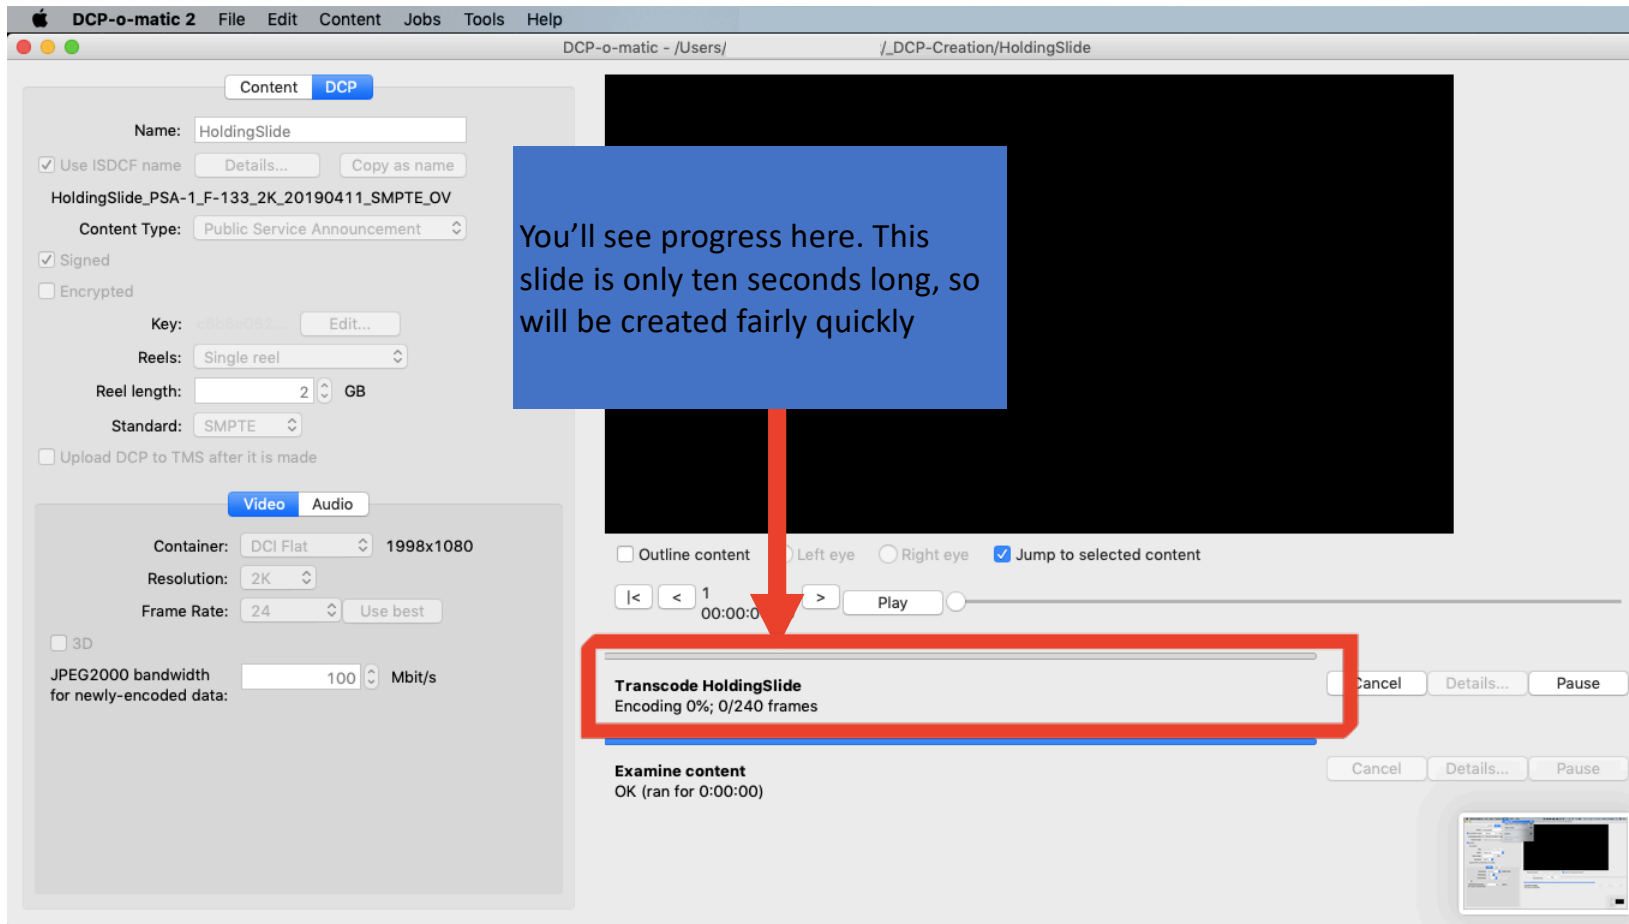 DCP-o-matic 2 File Edit Content Jobs Tools Help
DCP-o-matic - /Users/ /_DCP-Creation/HoldingSlide
Content DCP
Name: HoldingSlide
Use ISDCF name Details... Copy as name
HoldingSlide_PSA-1_F-133_2K_20190411_SMPTE_OV
Content Type: Public Service Announcement
Signed
Encrypted
Key: Edit...
Reels: Single reel
Reel length: 2 GB
Standard: SMPTE
Upload DCP to TMS after it is made
Video Audio
Container: DCI Flat 1998x1080
Resolution: 2K
Frame Rate: 24 Use best
3D
JPEG2000 bandwidth
for newly-encoded data: 100 Mbit/s
You’ll see progress here. This
slide is only ten seconds long, so
will be created fairly quickly
Outline content Left eye Right eye Jump to selected content
|< < 1 > Play
00:00:0
Transcode HoldingSlide Cancel Details... Pause
Encoding 0%; 0/240 frames
Examine content Cancel Details... Pause
OK (ran for 0:00:00)